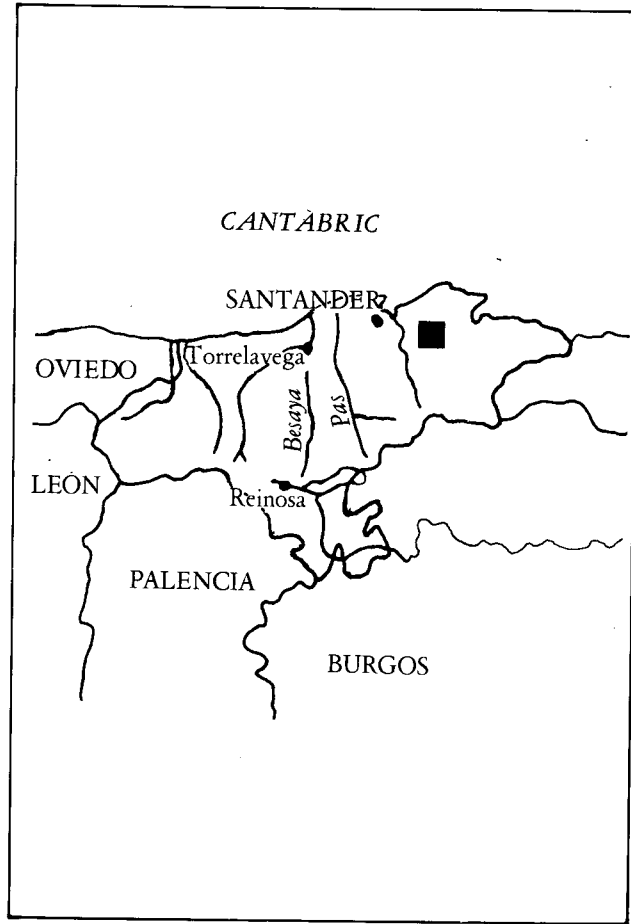 CANTÀBRIC
SANTANDER
Torrelavega
OVIEDO
Besaya
Pas
LEÓN
Reinosa
PALENCIA
BURGOS